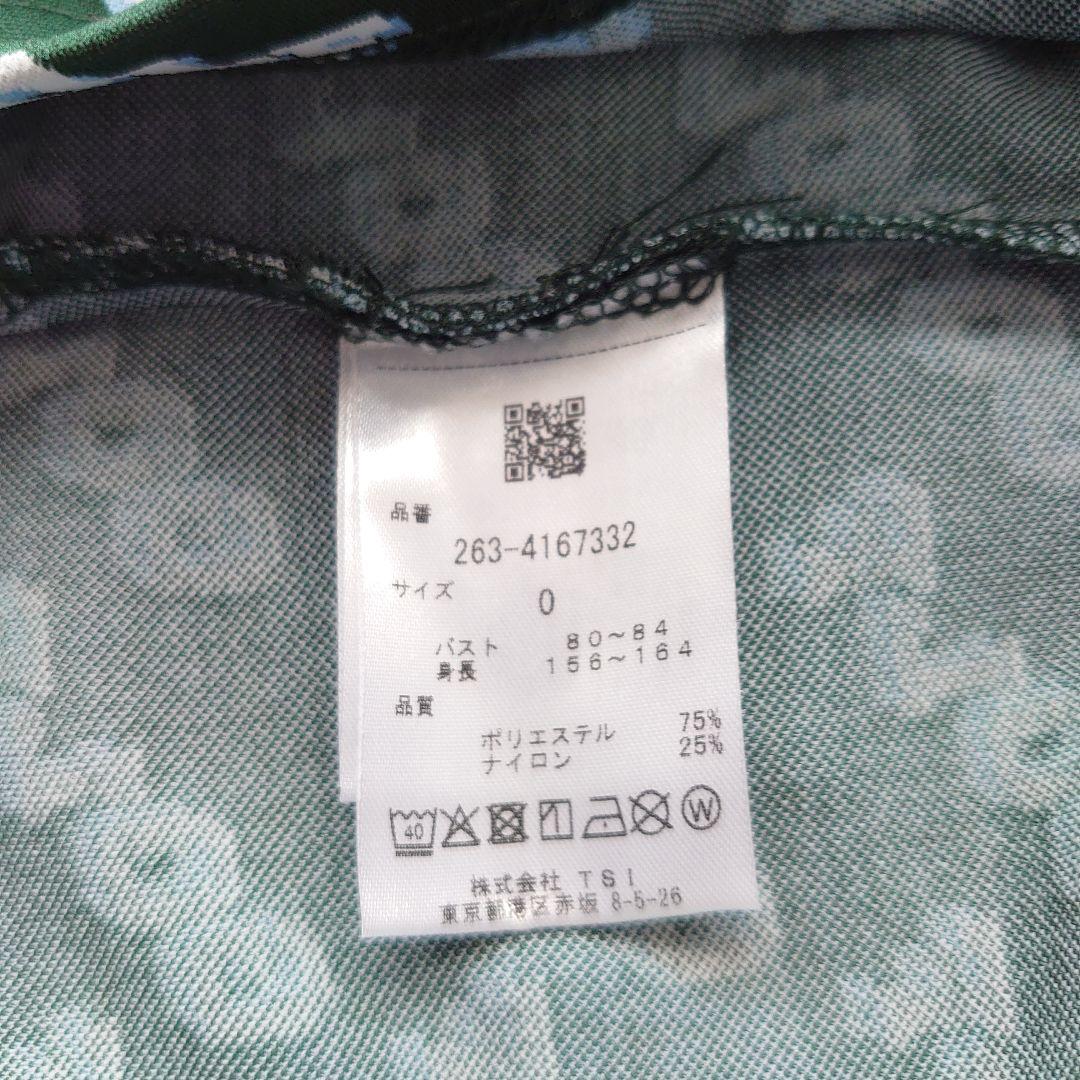 品番
263-4167332
サイズ
0
バスト 80～84
身長 156～164
品質
ポリエステル 75%
ナイロン 25%
40 W
株式会社 TSI
東京都港区赤坂 8-5-26